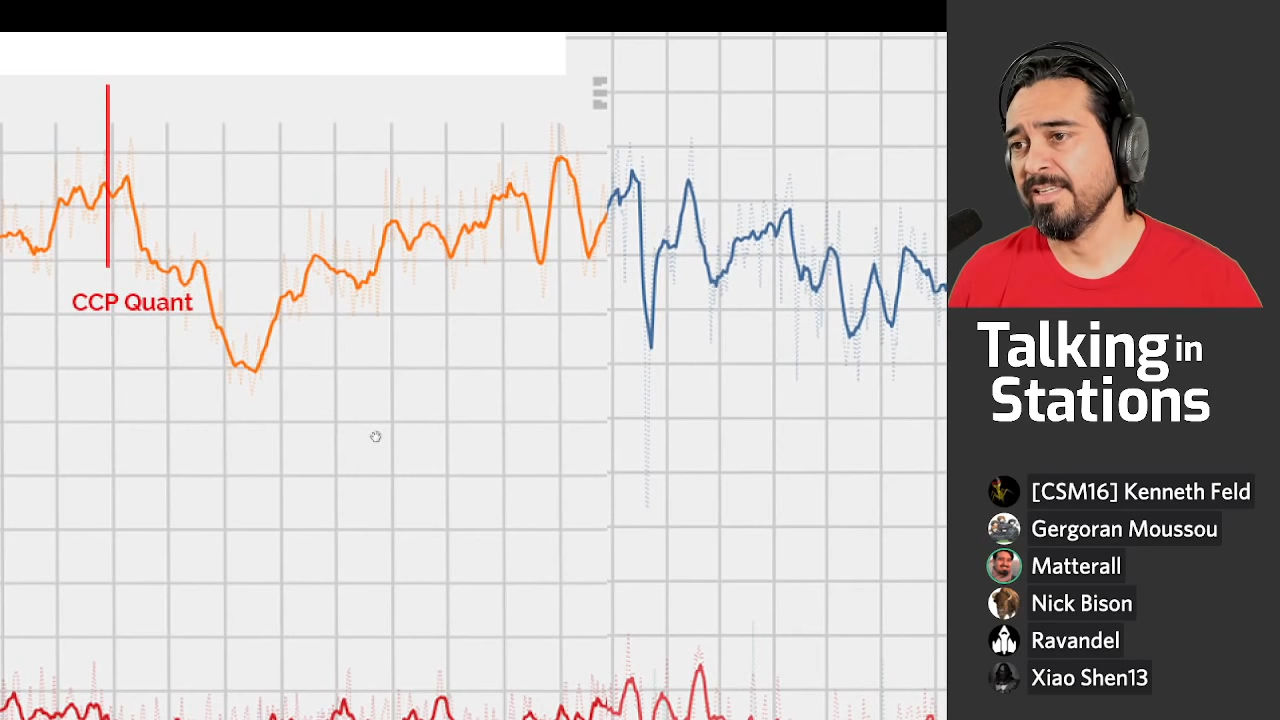 CCP Quant
Talking in
Stations
[CSM16] Kenneth Feld
Gergoran Moussou
Matterall
Nick Bison
Ravandel
Xiao Shen13